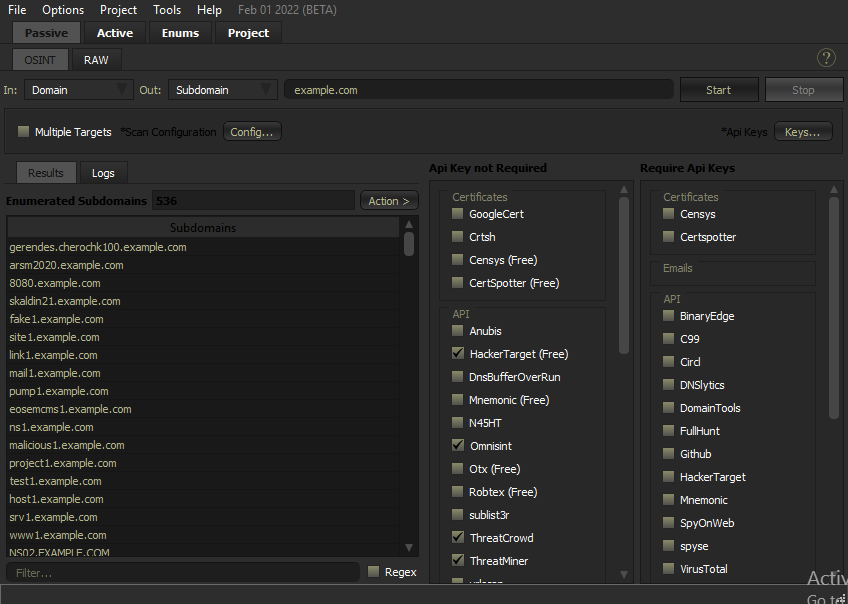 File Options Project Tools Help Feb 01 2022 (BETA)
Passive Active Enums Project
OSINT RAW ?
In: Domain Out: Subdomain example.com Start Stop
Multiple Targets *Scan Configuration Config... *Api Keys Keys...
Results Logs
Enumerated Subdomains 536 Action >
Subdomains
gerendes.cherochk100.example.com
arsm2020.example.com
8080.example.com
skaldin21.example.com
fake1.example.com
site1.example.com
link1.example.com
mail1.example.com
pump1.example.com
eosemcms1.example.com
ns1.example.com
malicious1.example.com
project1.example.com
test1.example.com
host1.example.com
srv1.example.com
www1.example.com
NS02.EXAMPLE.COM
Filter... Regex
Api Key not Required
Certificates
GoogleCert
Crtsh
Censys (Free)
CertSpotter (Free)
API
Anubis
HackerTarget (Free)
DnsBufferOverRun
Mnemonic (Free)
N45HT
Omnisint
Otx (Free)
Robtex (Free)
sublist3r
ThreatCrowd
ThreatMiner
Require Api Keys
Certificates
Censys
Certspotter
Emails
API
BinaryEdge
C99
Circl
DNSlytics
DomainTools
FullHunt
Github
HackerTarget
Mnemonic
SpyOnWeb
spyse
VirusTotal
Activ
Go to